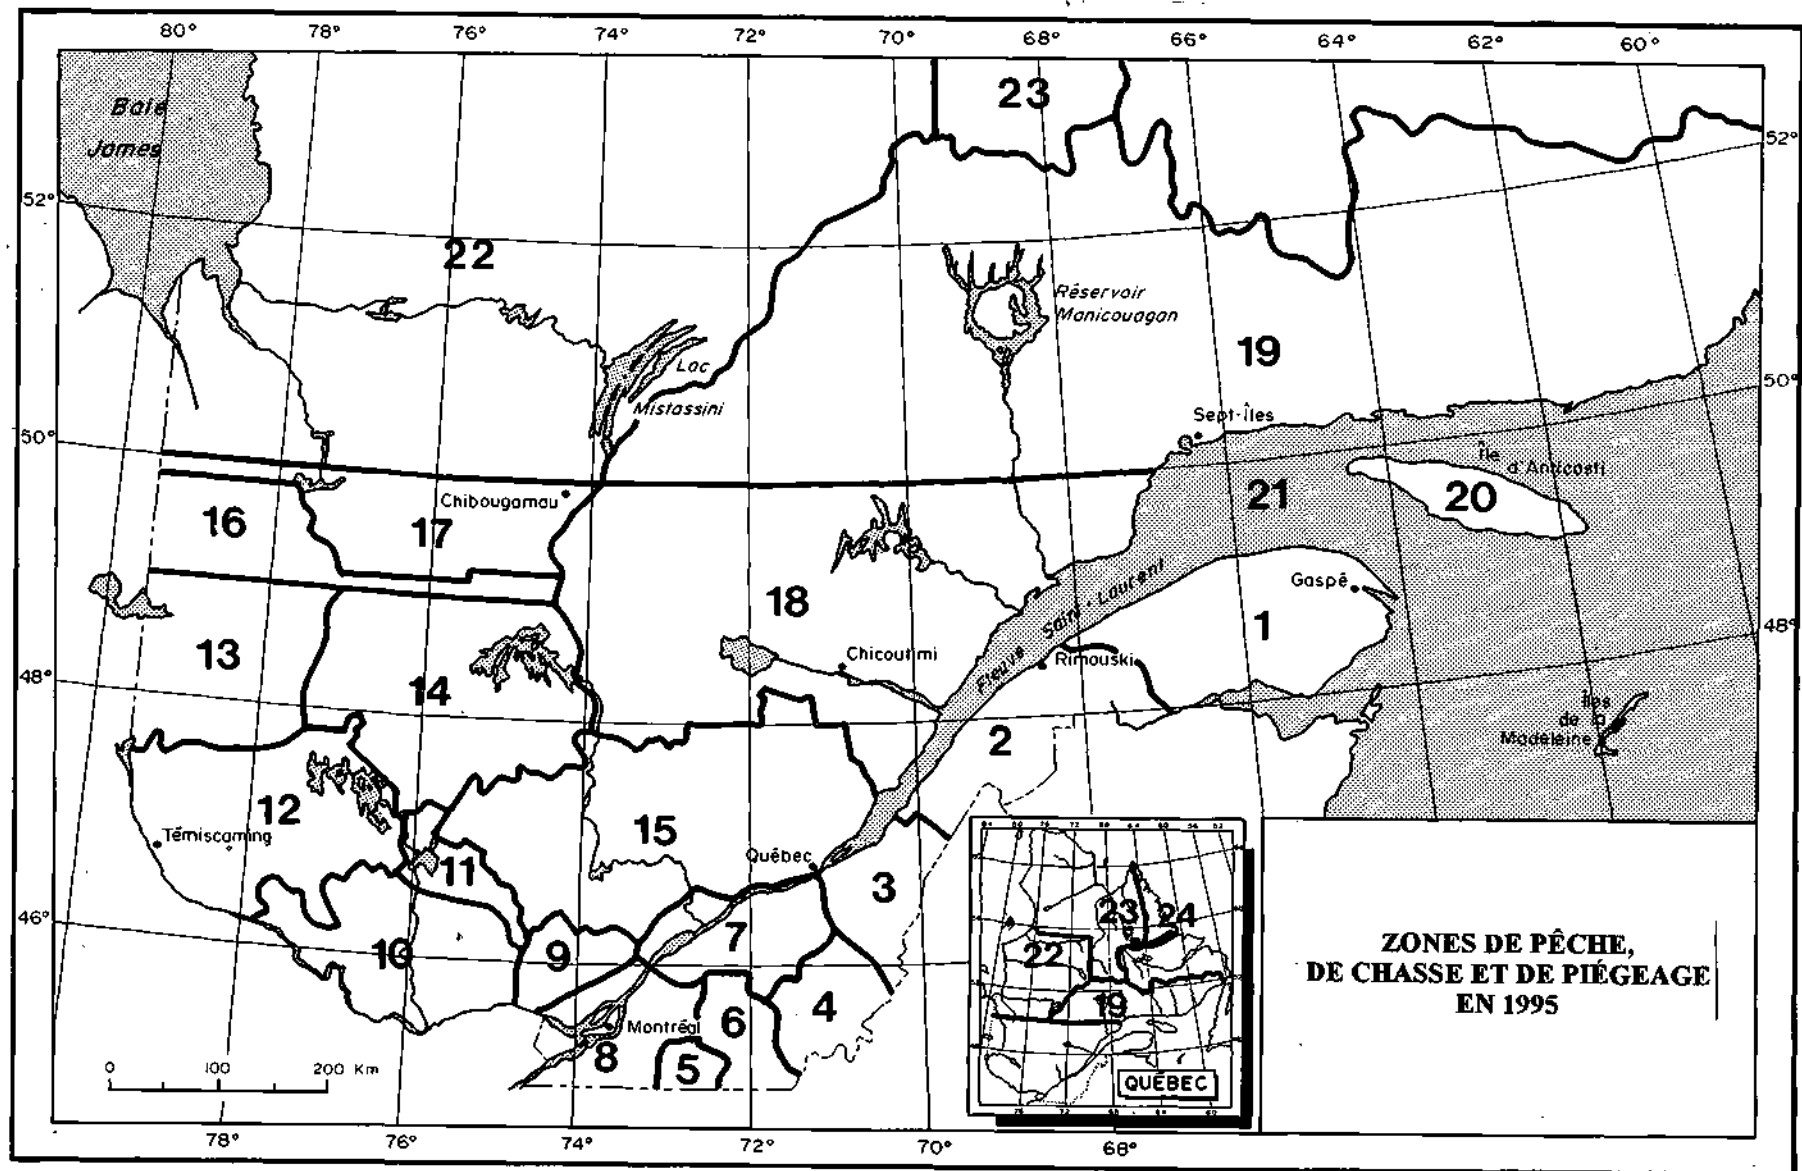 80° 78° 76° 74° 72° 70° 68° 66° 64° 62° 60°
Baie
James
23
52°
52°
22
Réservoir
Manicouagan
Lac
Mistassini
19
50°
50°
Sept-Îles
Île
d'Anticosti
Chibougamau
16
17
21
20
18
Gaspé
Fleuve Saint-Laurent
1
48°
48°
13
14
Chicoutimi
Rimouski
2
Îles
de la
Madeleine
12
Témiscaming
15
11
Québec
3
46°
10
9
7
4
Montréal
6
8
5
0 100 200 Km
23
24
22
19
QUÉBEC
ZONES DE PÊCHE,
DE CHASSE ET DE PIÉGEAGE
EN 1995
78° 76° 74° 72° 70° 68°